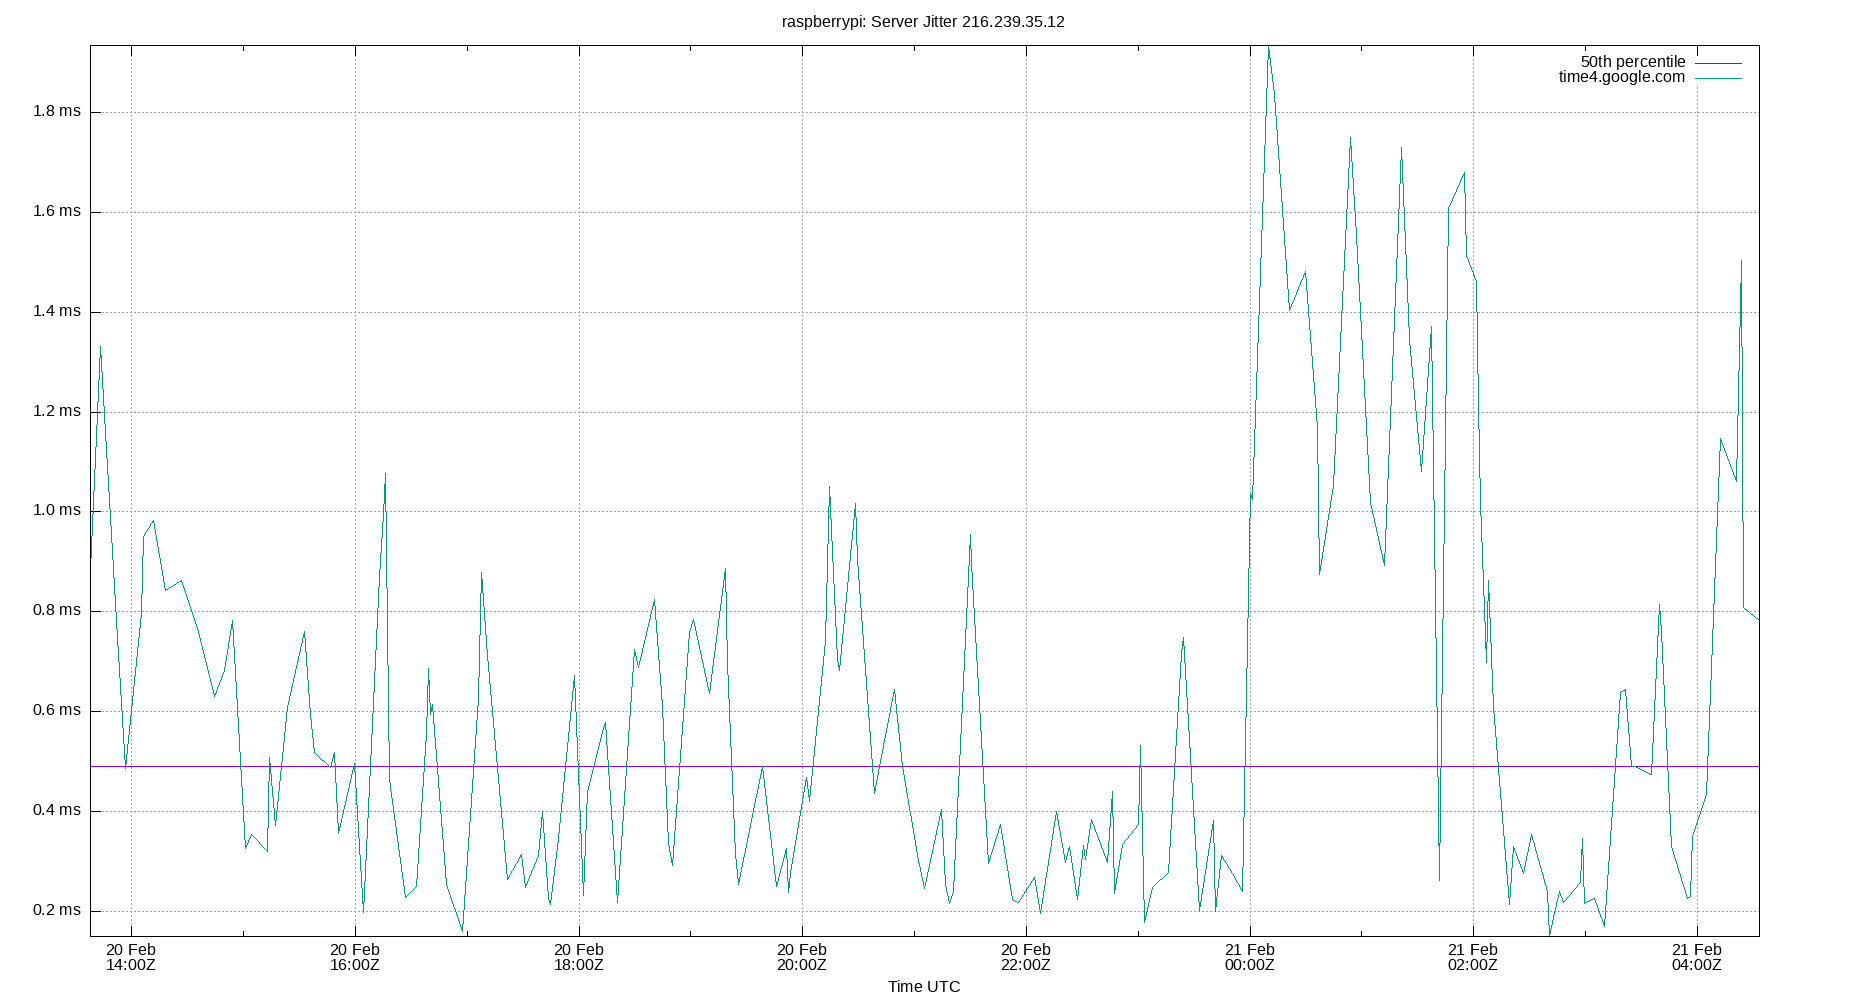 raspberrypi: Server Jitter 216.239.35.12
50th percentile
time4.google.com
1.8 ms
1.6 ms
1.4 ms
1.2 ms
1.0 ms
0.8 ms
0.6 ms
0.4 ms
0.2 ms
20 Feb 20 Feb 20 Feb 20 Feb 20 Feb 21 Feb 21 Feb 21 Feb
14:00Z 16:00Z 18:00Z 20:00Z 22:00Z 00:00Z 02:00Z 04:00Z
Time UTC